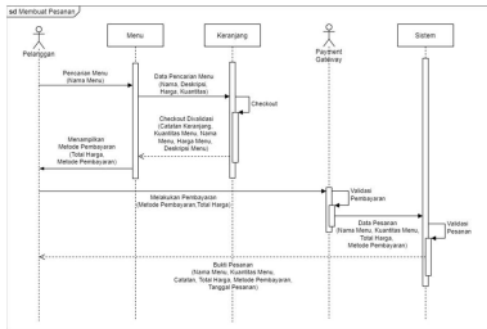 sd Membuat Pesanan
Pelanggan
Menu
Keranjang
Payment
Gateway
Sistem
Pencarian Menu
(Nama Menu)
Data Pencarian Menu
(Nama, Deskripsi,
Harga, Kuantitas)
Checkout
Checkout Divalidasi
(Catatan Keranjang,
Kuantitas Menu, Nama
Menu, Harga Menu,
Deskripsi Menu)
Menampilkan
Metode Pembayaran
(Total Harga,
Metode Pembayaran)
Melakukan Pembayaran
(Metode Pembayaran,Total Harga)
Validasi
Pembayaran
Data Pesanan
(Nama Menu, Kuantitas Menu,
Total Harga,
Metode Pembayaran)
Validasi
Pesanan
Bukti Pesanan
(Nama Menu, Kuantitas Menu,
Catatan, Total Harga, Metode Pembayaran,
Tanggal Pesanan)